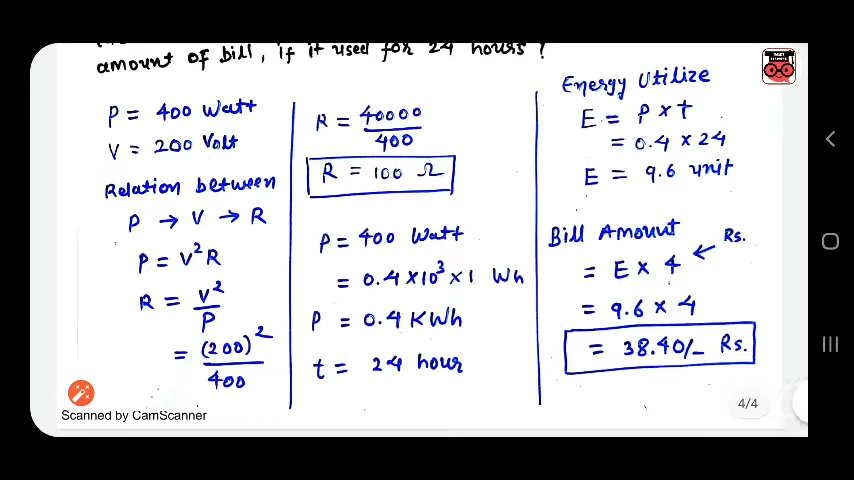 amount of bill, if it used for 24 hours?
P = 400 Watt
V = 200 Volt
Relation between
P → V → R
P = V²R
R = V²/P
= (200)²/400
R = 40000/400
R = 100 Ω
P = 400 Watt
= 0.4 × 10³ × 1 Wh
P = 0.4 KWh
t = 24 hour
Energy Utilize
E = P × t
= 0.4 × 24
E = 9.6 unit
Bill Amount
Rs.
= E × 4
= 9.6 × 4
= 38.40/- Rs.
Scanned by CamScanner
4/4